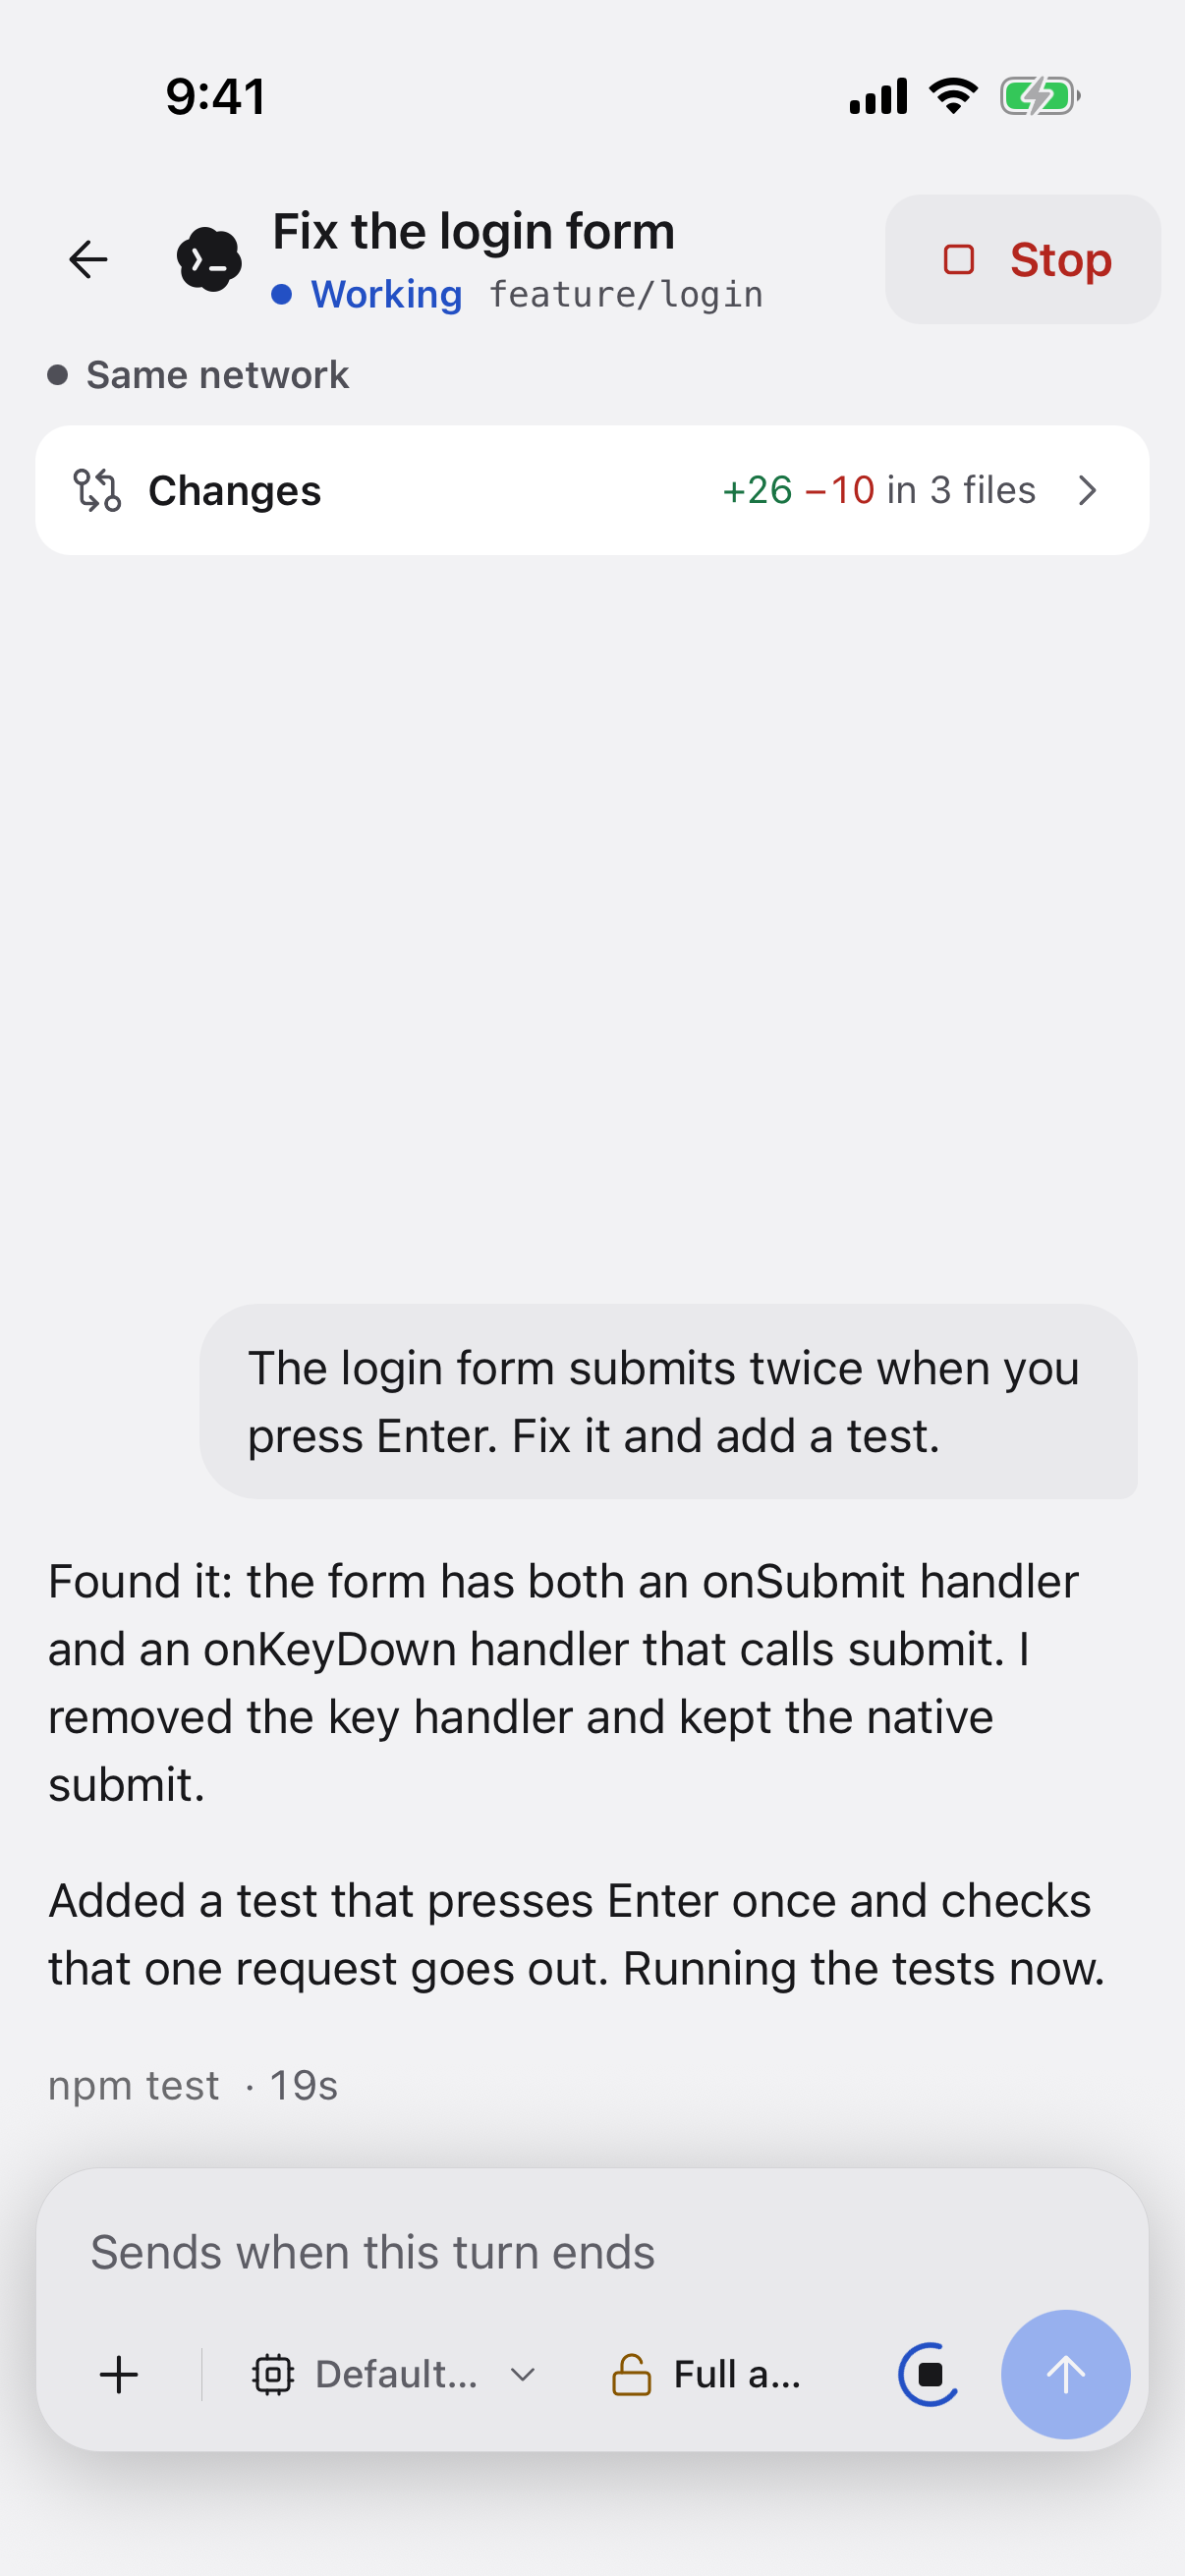 9:41
Fix the login form
Working feature/login
Stop
Same network
Changes +26 −10 in 3 files
The login form submits twice when you
press Enter. Fix it and add a test.
Found it: the form has both an onSubmit handler
and an onKeyDown handler that calls submit. I
removed the key handler and kept the native
submit.
Added a test that presses Enter once and checks
that one request goes out. Running the tests now.
npm test · 19s
Sends when this turn ends
Default... Full a...